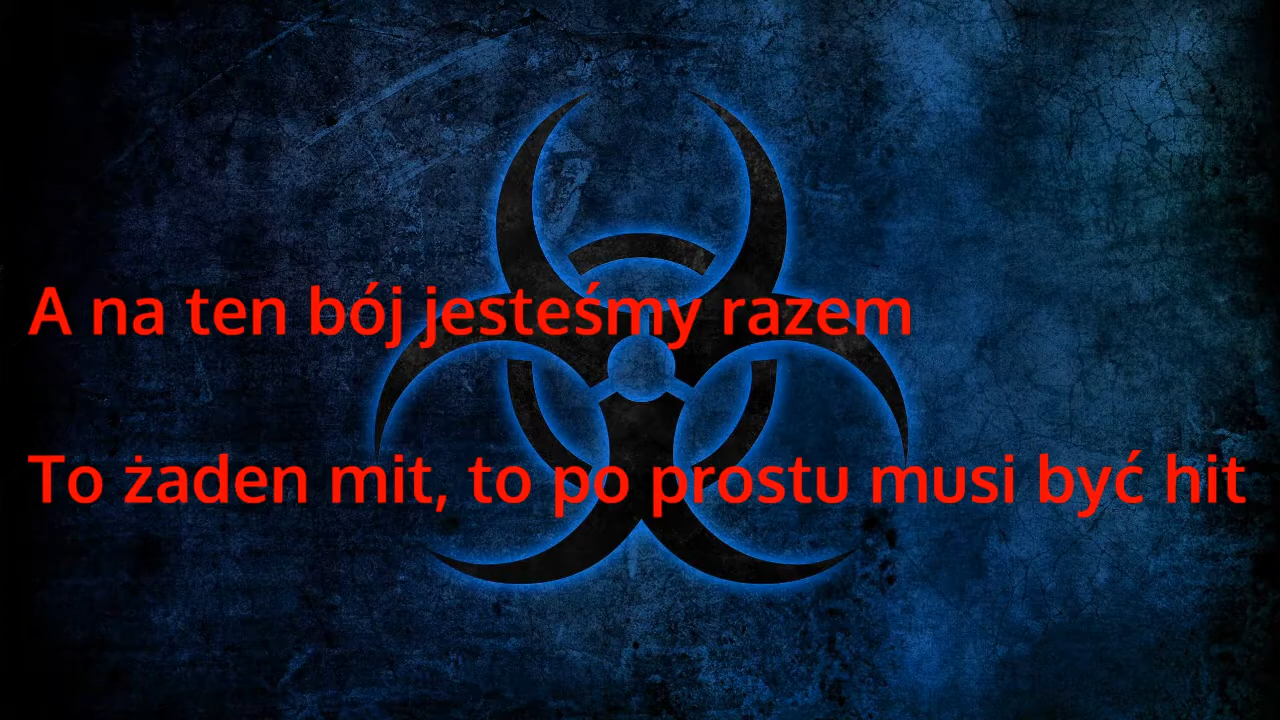 A na ten bój jesteśmy razem
To żaden mit, to po prostu musi być hit